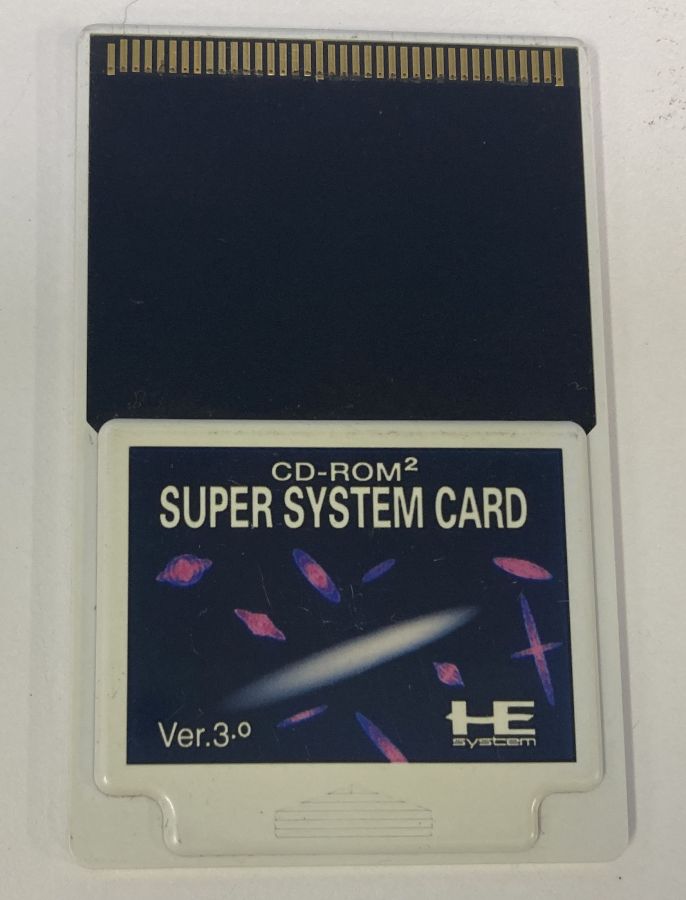 CD-ROM²
SUPER SYSTEM CARD
Ver.3.0
HE
system